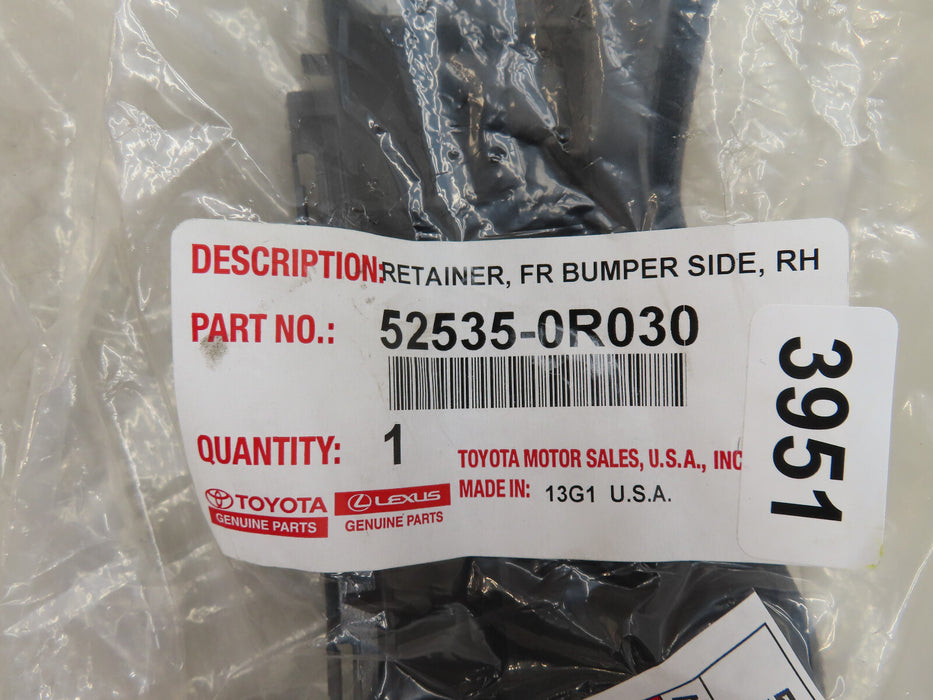 DESCRIPTION: RETAINER, FR BUMPER SIDE, RH
PART NO.: 52535-0R030
QUANTITY: 1
TOYOTA MOTOR SALES, U.S.A., INC
MADE IN: 13G1 U.S.A.
TOYOTA
GENUINE PARTS
LEXUS
GENUINE PARTS
3951